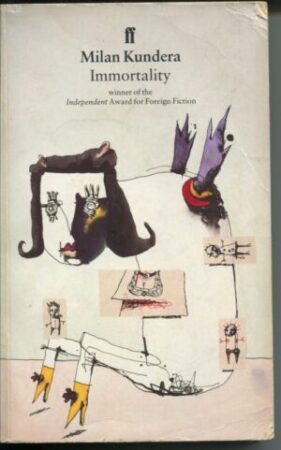 ff
Milan Kundera
Immortality
winner of the
Independent Award for Foreign Fiction